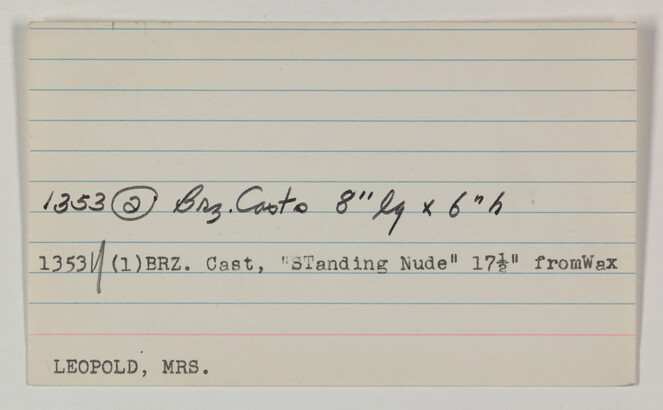 1353 (2) Brz. Casts 8" lg x 6" h
1353 (1)BRZ. Cast, "STanding Nude" 17½" fromWax
LEOPOLD, MRS.